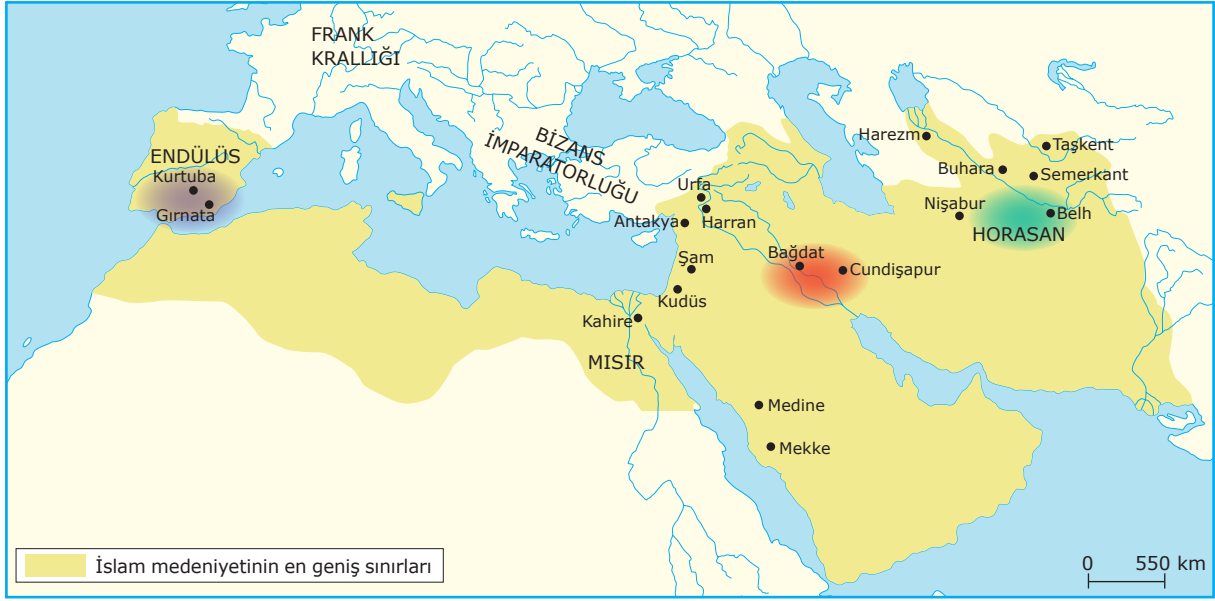 FRANK
KRALLIĞI
BİZANS
İMPARATORLUĞU
ENDÜLÜS
Kurtuba
Gırnata
Harezm
Taşkent
Buhara
Semerkant
Nişabur
Belh
HORASAN
Urfa
Harran
Antakya
Şam
Kudüs
Bağdat
Cundişapur
Kahire
MISIR
Medine
Mekke
İslam medeniyetinin en geniş sınırları
0 550 km